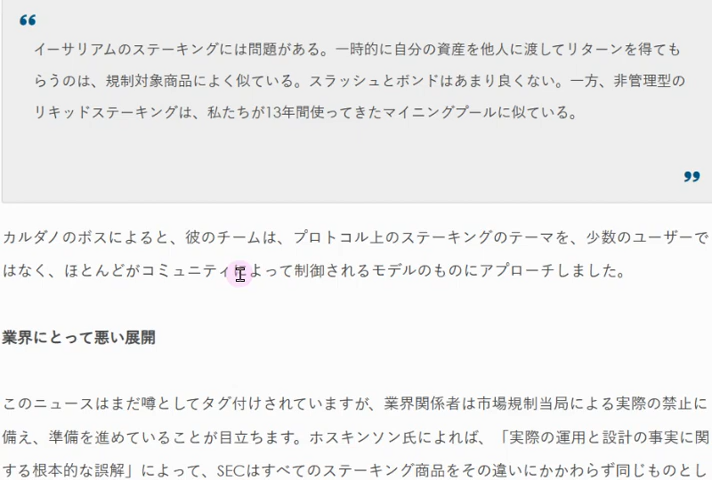 “
イーサリアムのステーキングには問題がある。一時的に自分の資産を他人に渡してリターンを得ても
らうのは、規制対象商品によく似ている。スラッシュとボンドはあまり良くない。一方、非管理型の
リキッドステーキングは、私たちが13年間使ってきたマイニングプールに似ている。
”
カルダノのボスによると、彼のチームは、プロトコル上のステーキングのテーマを、少数のユーザーで
はなく、ほとんどがコミュニティによって制御されるモデルのものにアプローチしました。
業界にとって悪い展開
このニュースはまだ噂としてタグ付けされていますが、業界関係者は市場規制当局による実際の禁止に
備え、準備を進めていることが目立ちます。ホスキンソン氏によれば、「実際の運用と設計の事実に関
する根本的な誤解」によって、SECはすべてのステーキング商品をその違いにかかわらず同じものとし